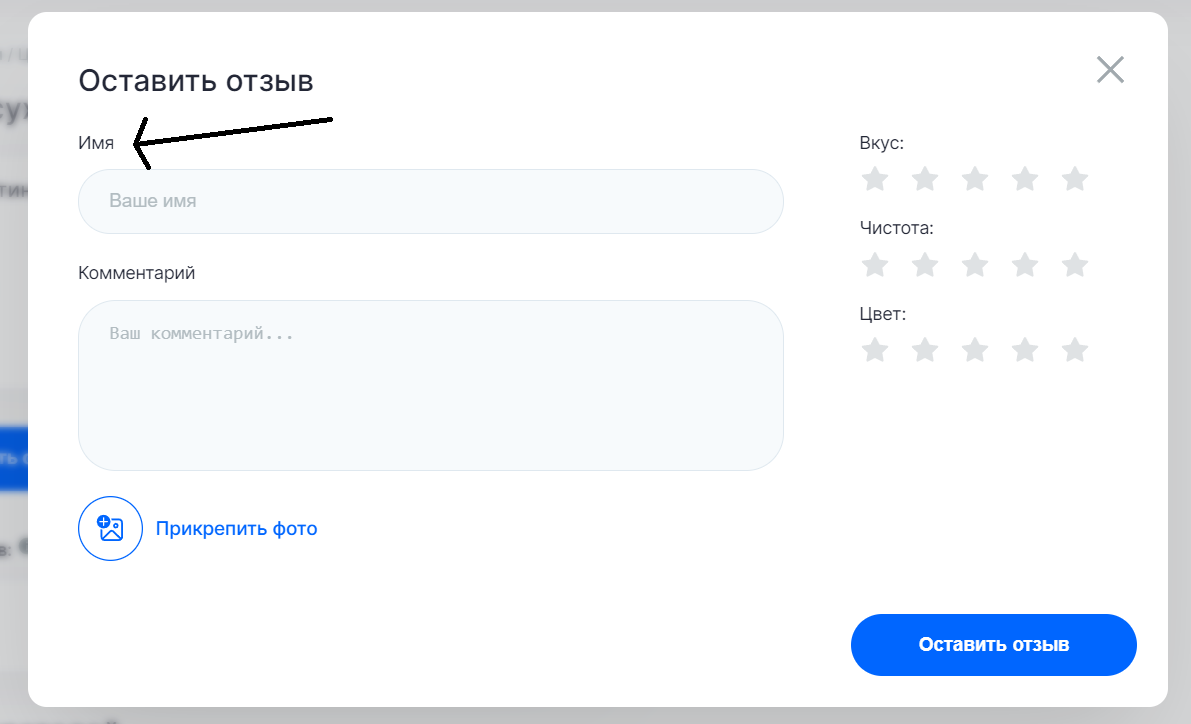 Оставить отзыв
Имя
Ваше имя
Комментарий
Ваш комментарий...
Прикрепить фото
Вкус:
Чистота:
Цвет:
Оставить отзыв